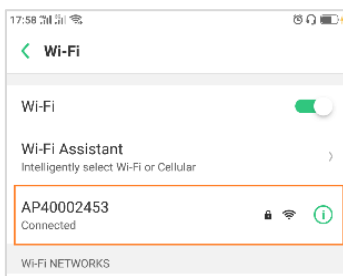 17:58
Wi-Fi
Wi-Fi
Wi-Fi Assistant
Intelligently select Wi-Fi or Cellular
AP40002453
Connected
Wi-Fi NETWORKS